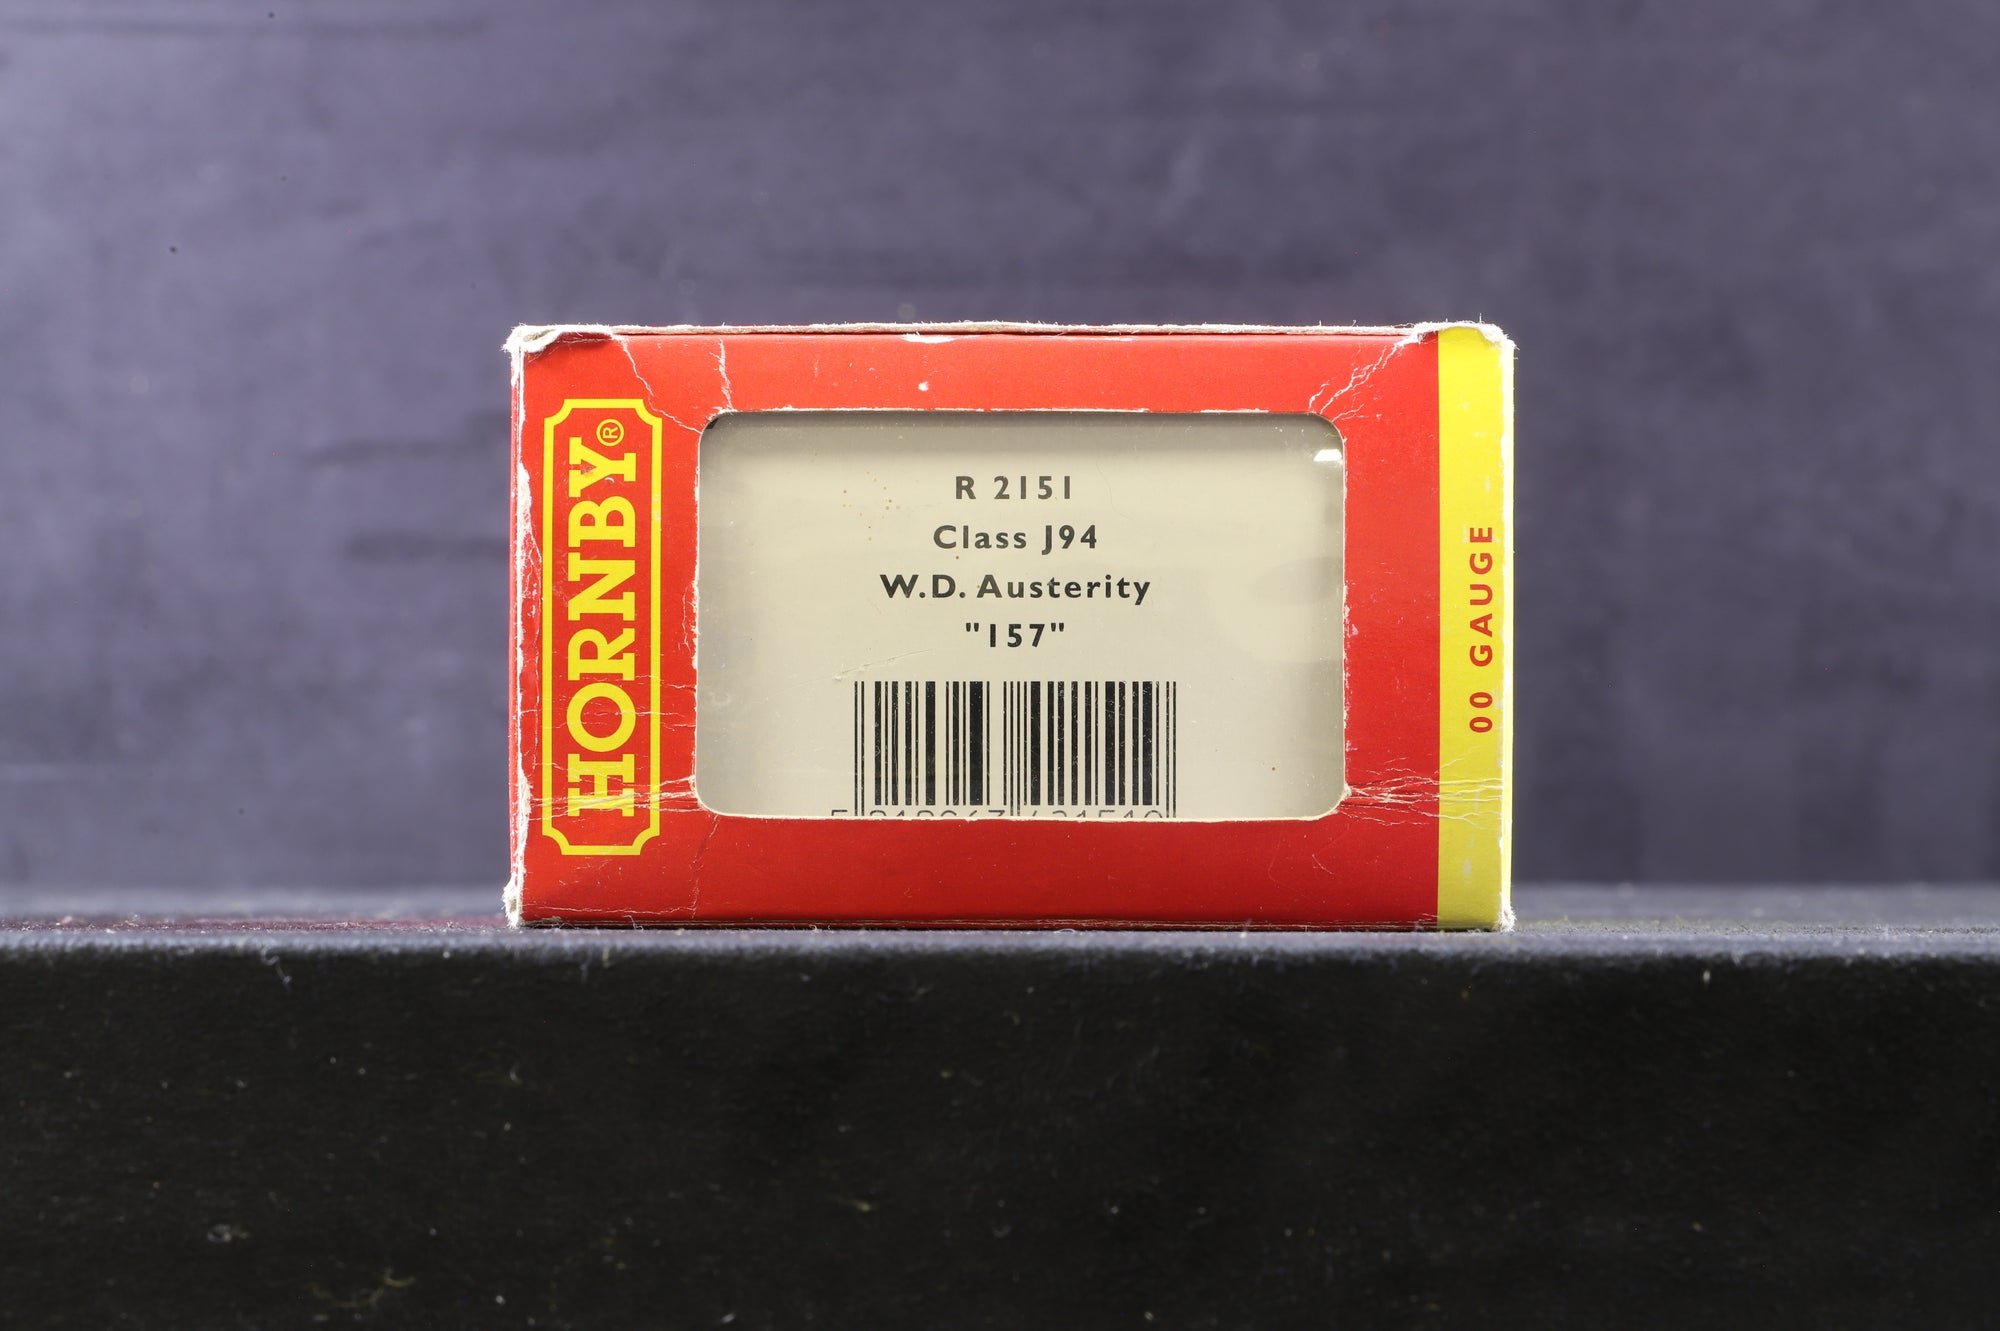 HORNBY®
R 2151
Class J94
W.D. Austerity
"157"
00 GAUGE